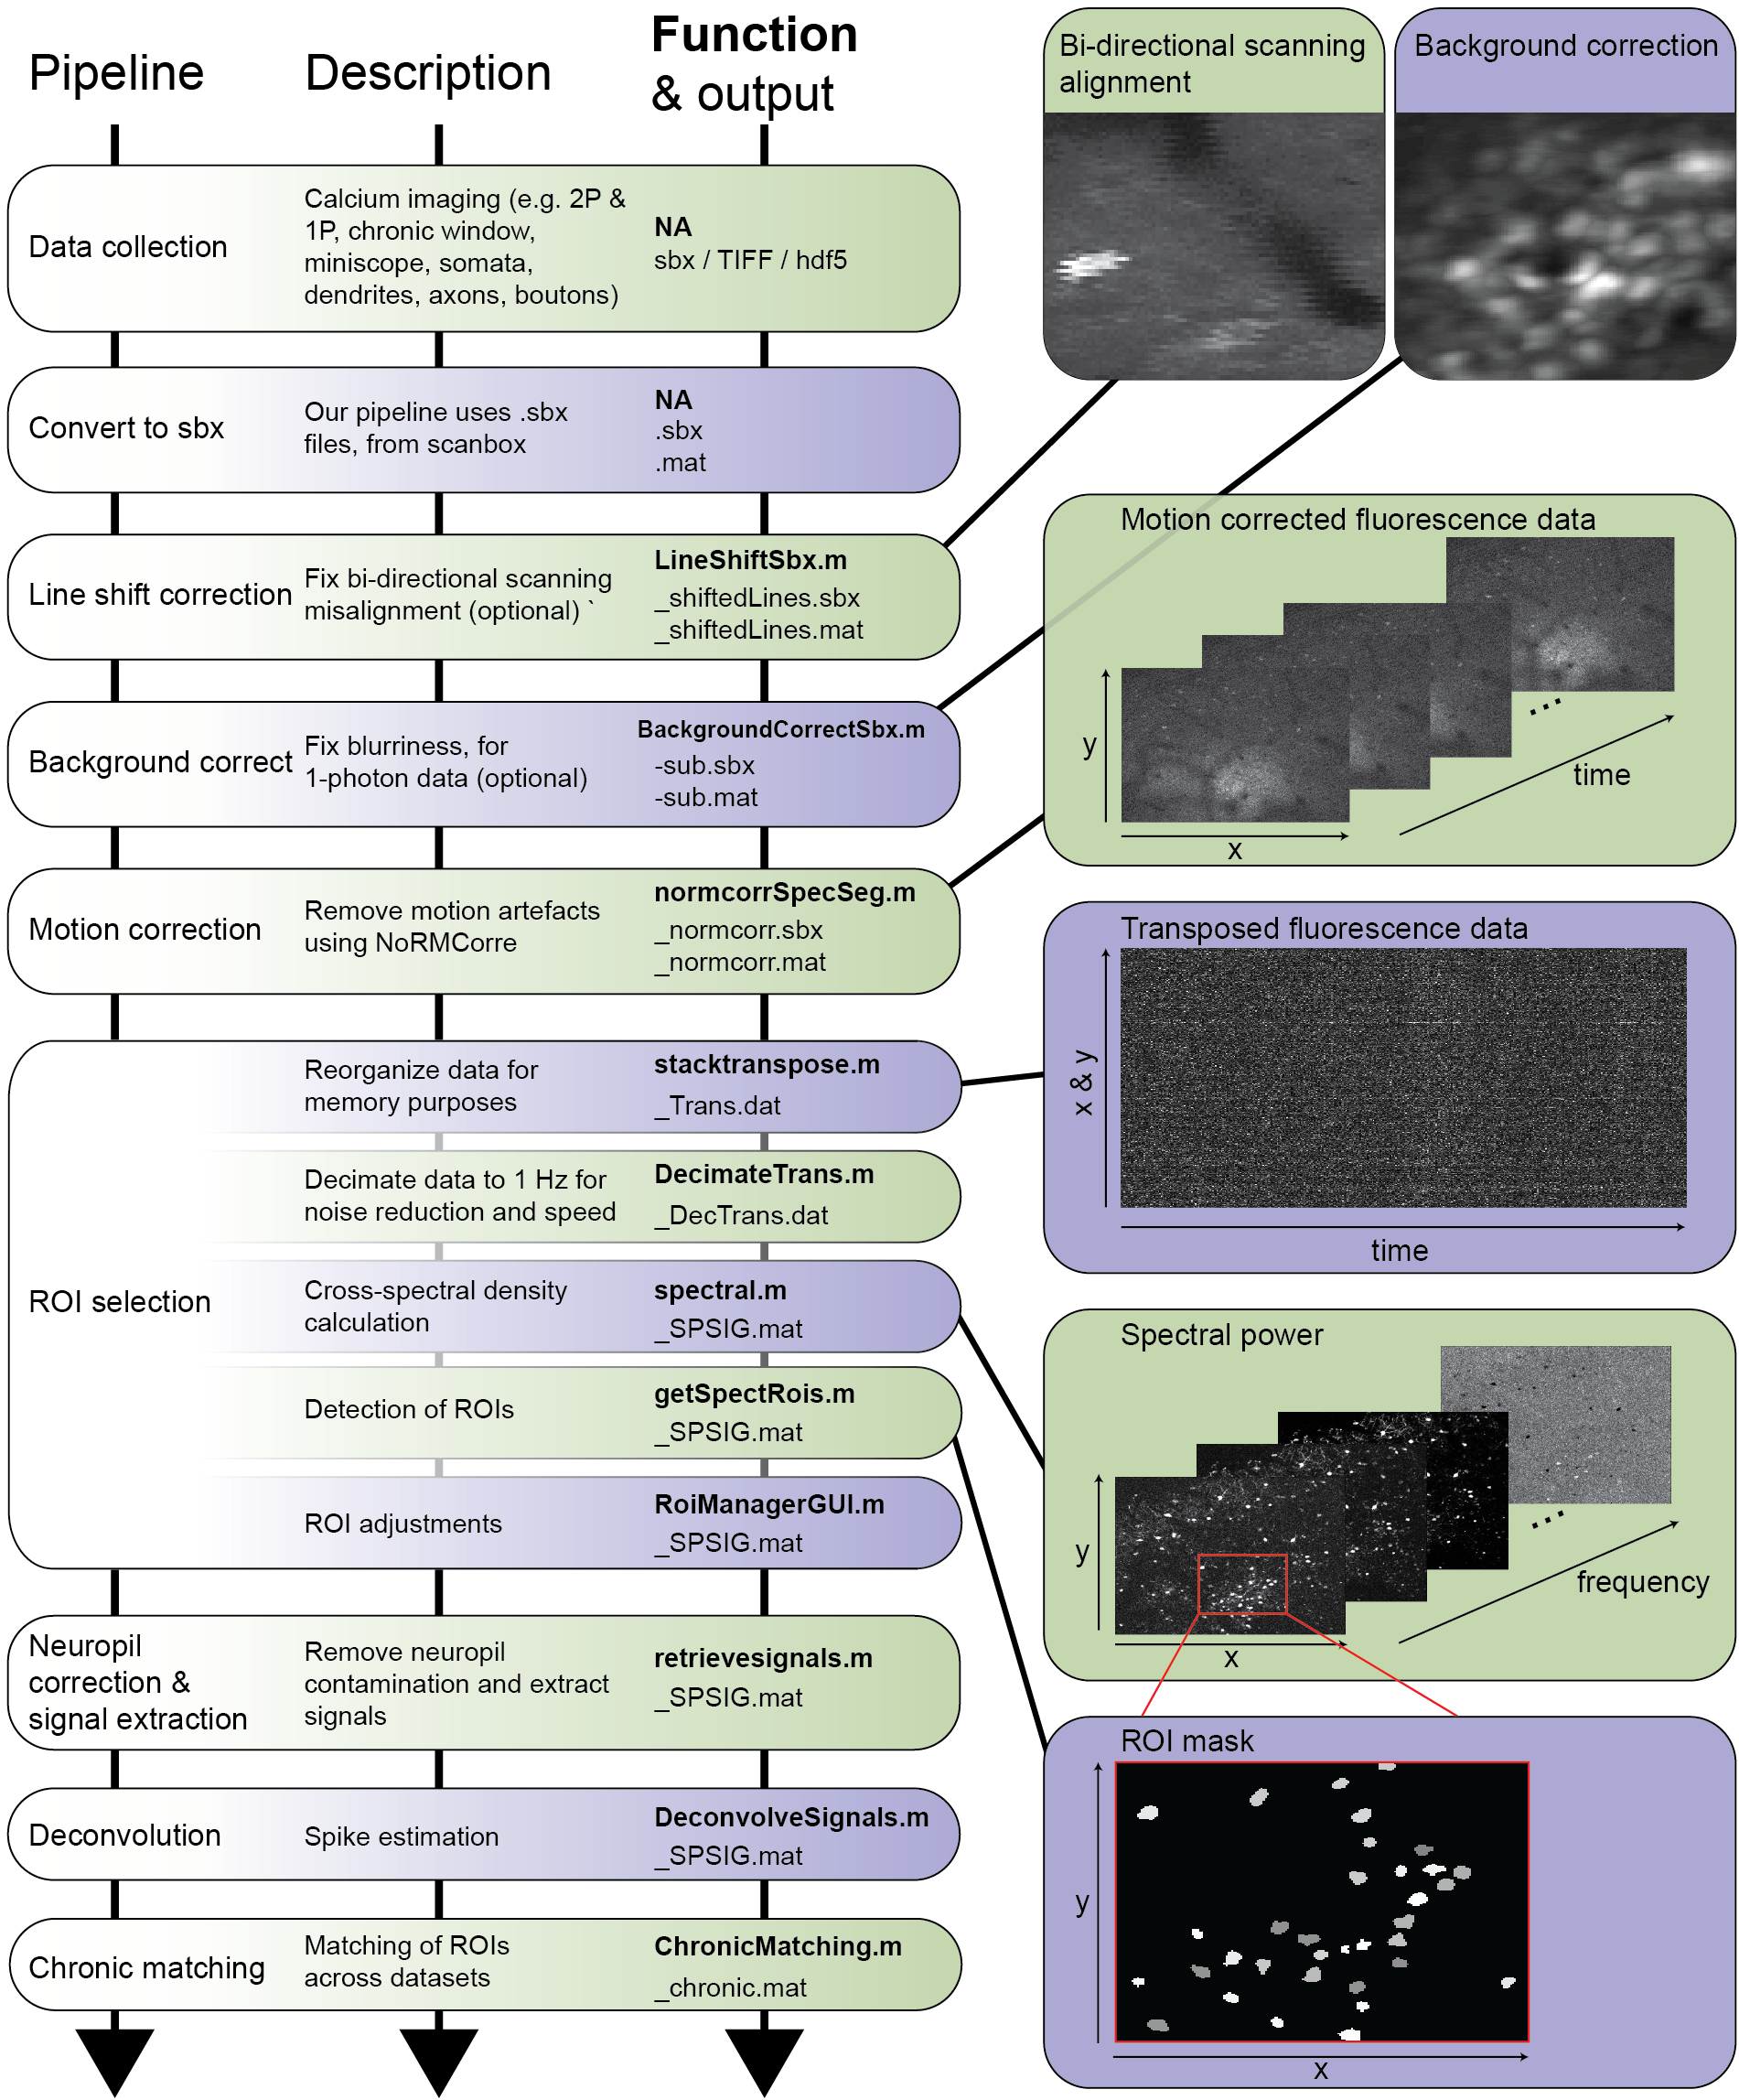 Pipeline
Description
Function
& output
Data collection
Calcium imaging (e.g. 2P &
1P, chronic window,
miniscope, somata,
dendrites, axons, boutons)
NA
sbx / TIFF / hdf5
Convert to sbx
Our pipeline uses .sbx
files, from scanbox
NA
.sbx
.mat
Line shift correction
Fix bi-directional scanning
misalignment (optional) `
LineShiftSbx.m
_shiftedLines.sbx
_shiftedLines.mat
Background correct
Fix blurriness, for
1-photon data (optional)
BackgroundCorrectSbx.m
-sub.sbx
-sub.mat
Motion correction
Remove motion artefacts
using NoRMCorre
normcorrSpecSeg.m
_normcorr.sbx
_normcorr.mat
ROI selection
Reorganize data for
memory purposes
stacktranspose.m
_Trans.dat
Decimate data to 1 Hz for
noise reduction and speed
DecimateTrans.m
_DecTrans.dat
Cross-spectral density
calculation
spectral.m
_SPSIG.mat
Detection of ROIs
getSpectRois.m
_SPSIG.mat
ROI adjustments
RoiManagerGUI.m
_SPSIG.mat
Neuropil
correction &
signal extraction
Remove neuropil
contamination and extract
signals
retrievesignals.m
_SPSIG.mat
Deconvolution
Spike estimation
DeconvolveSignals.m
_SPSIG.mat
Chronic matching
Matching of ROIs
across datasets
ChronicMatching.m
_chronic.mat
Bi-directional scanning
alignment
Background correction
Motion corrected fluorescence data
y
x
time
Transposed fluorescence data
x & y
time
Spectral power
y
x
frequency
ROI mask
y
x